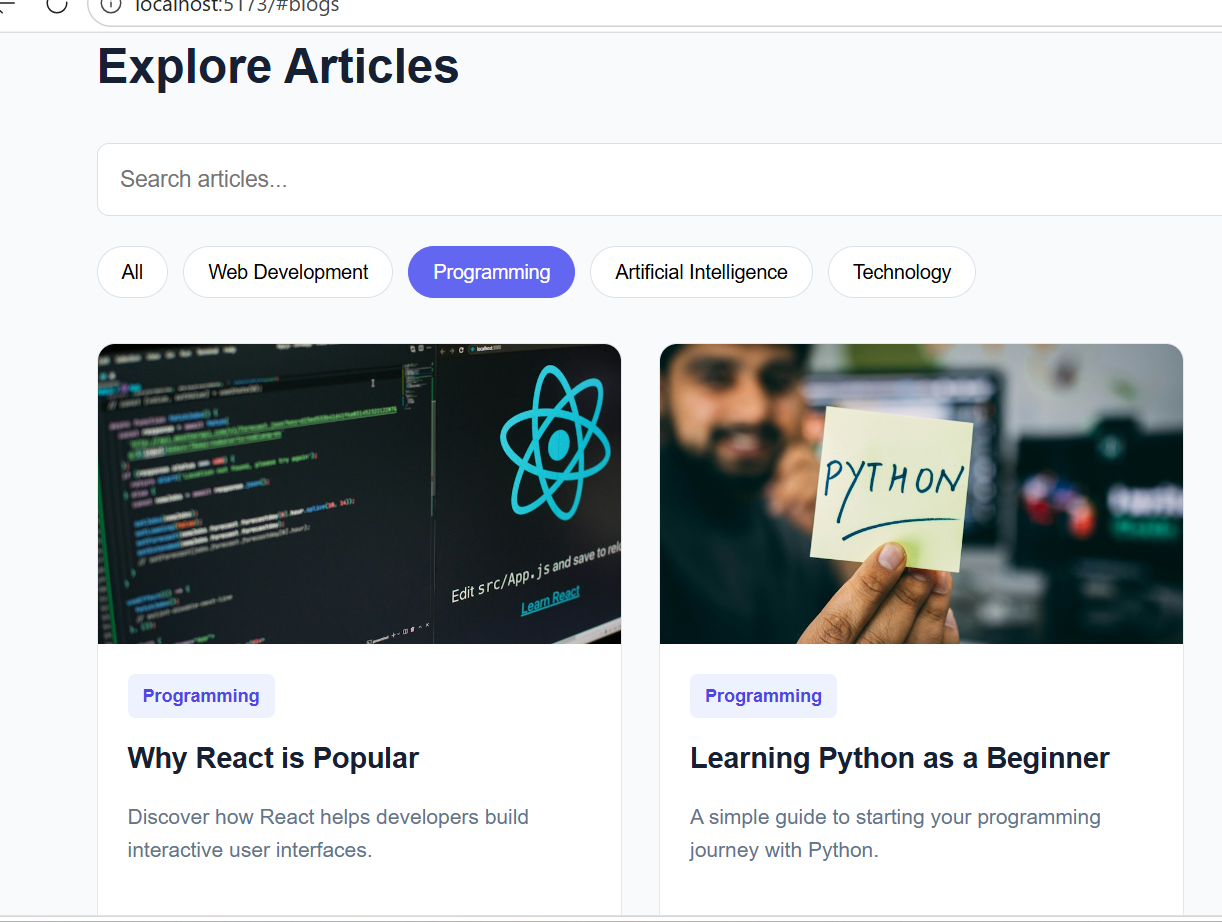 localhost:5173/#blogs
Explore Articles
Search articles...
All
Web Development
Programming
Artificial Intelligence
Technology
Edit src/App.js and save to relo
Learn React
PYTHON
Programming
Why React is Popular
Discover how React helps developers build
interactive user interfaces.
Programming
Learning Python as a Beginner
A simple guide to starting your programming
journey with Python.